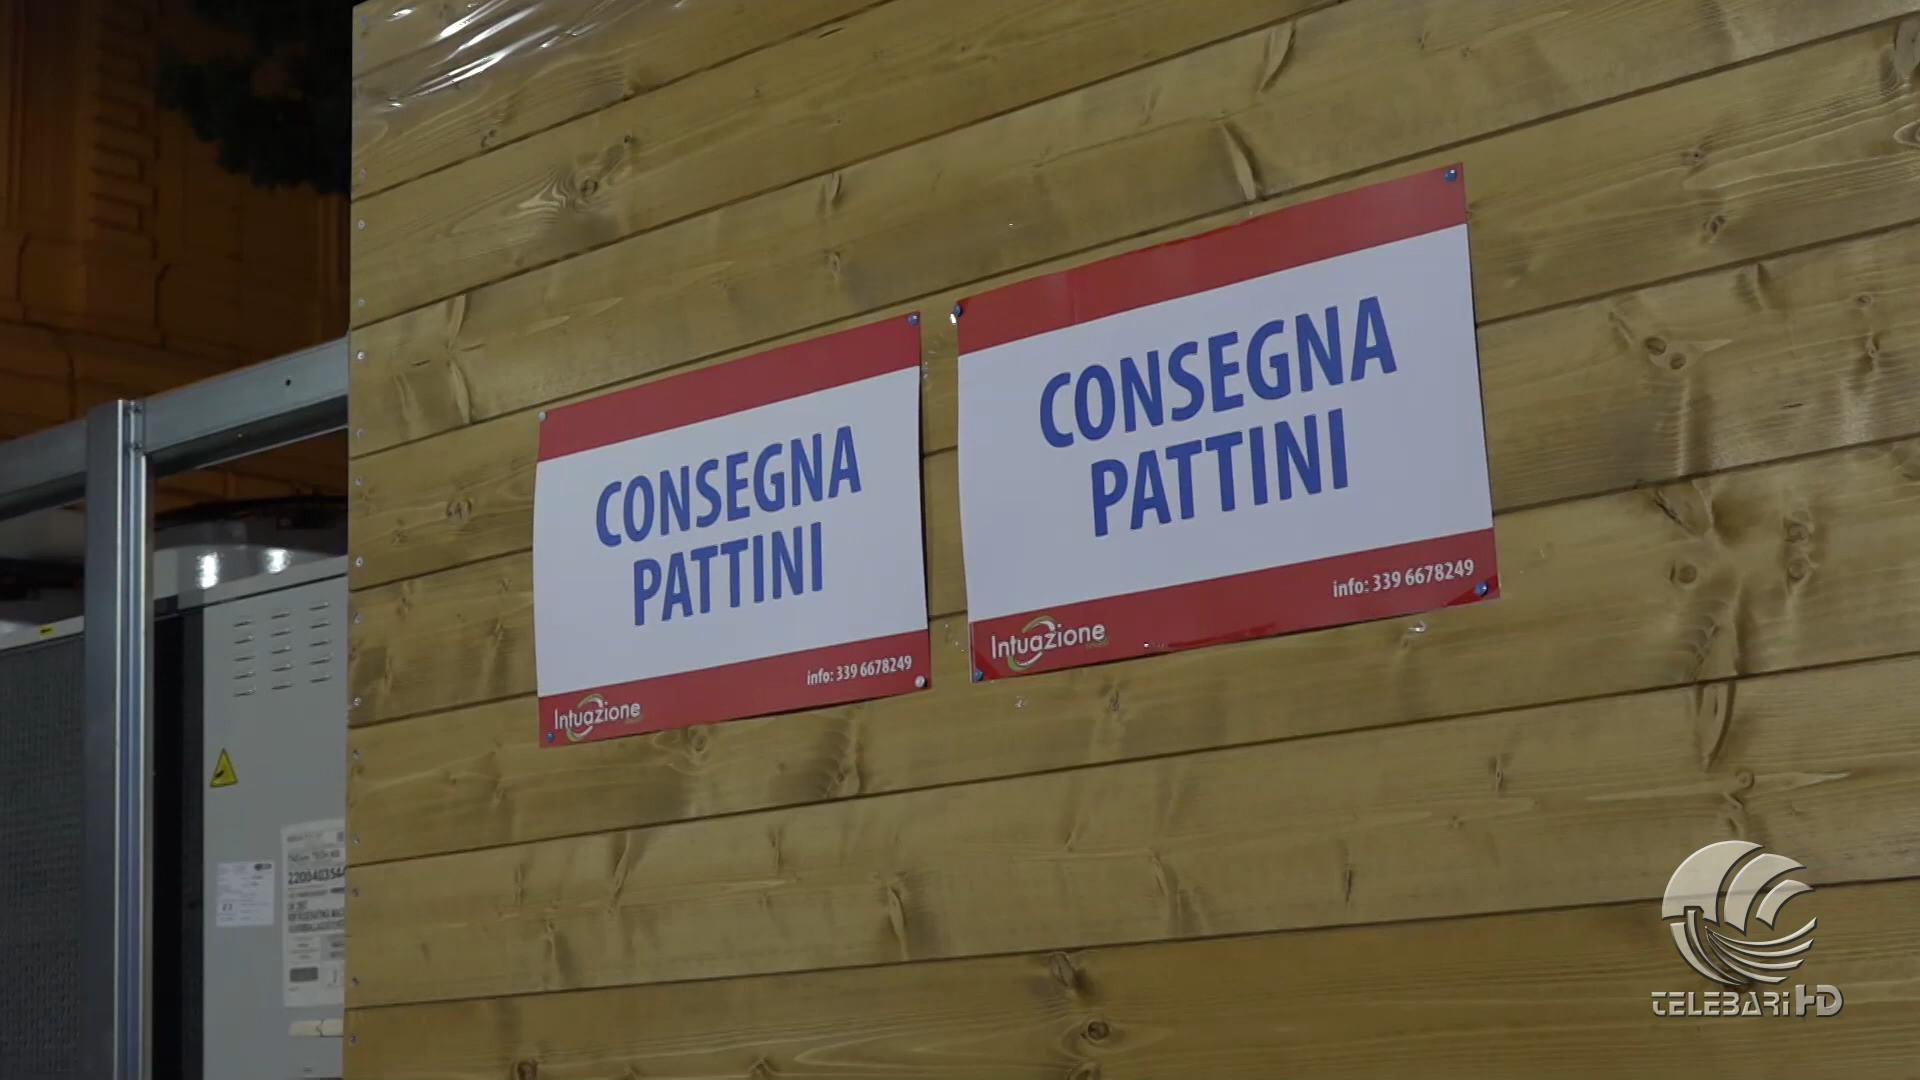 CONSEGNA
PATTINI
info: 339 6678249
Intuazione
CONSEGNA
PATTINI
info: 339 6678249
Intuazione
TELEBARI HD